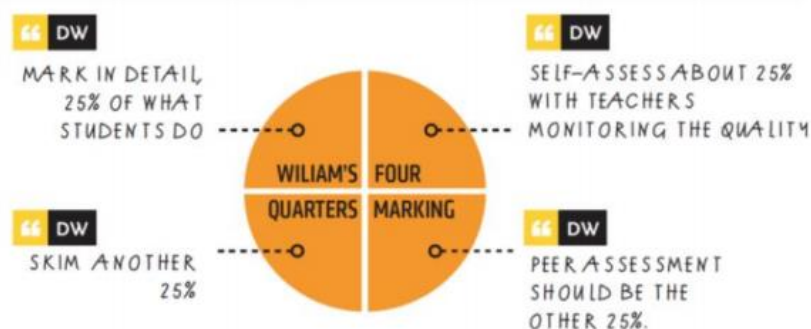 DW
MARK IN DETAIL,
25% OF WHAT
STUDENTS DO
DW
SELF-ASSESS ABOUT 25%
WITH TEACHERS
MONITORING THE QUALITY
WILIAM'S FOUR
QUARTERS MARKING
DW
SKIM ANOTHER
25%
DW
PEER ASSESSMENT
SHOULD BE THE
OTHER 25%.